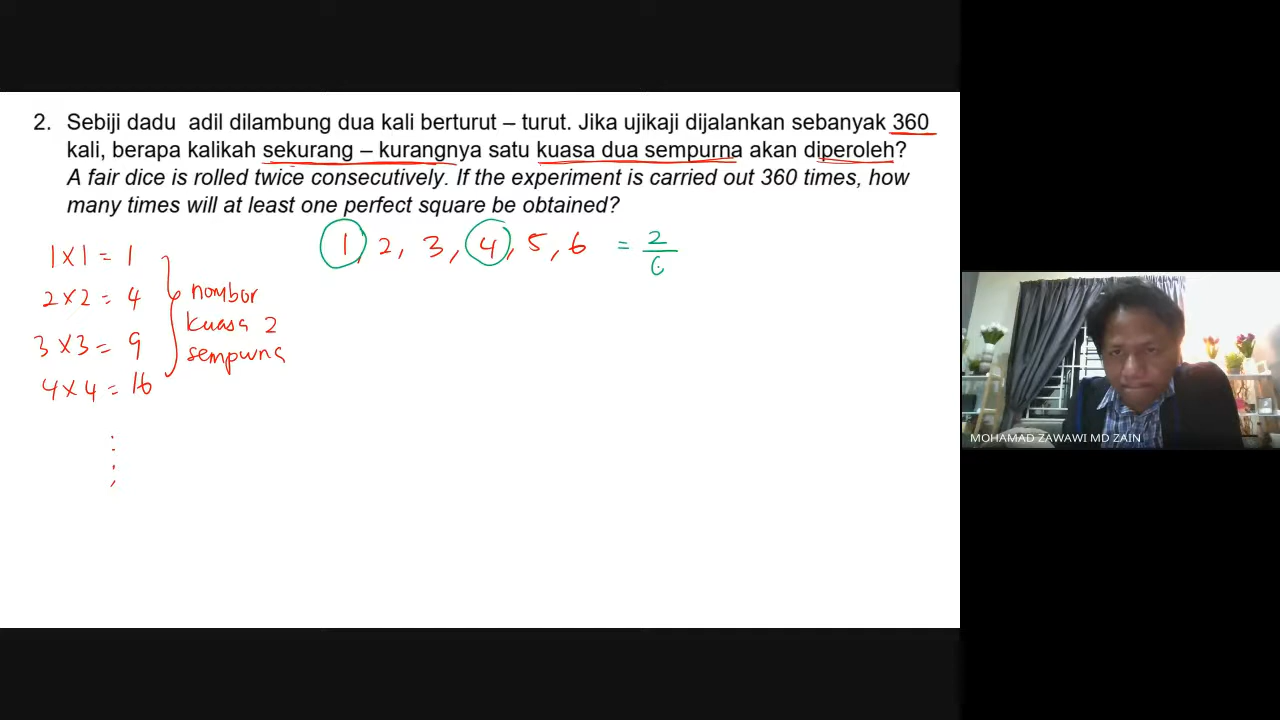 2. Sebiji dadu adil dilambung dua kali berturut – turut. Jika ujikaji dijalankan sebanyak 360
kali, berapa kalikah sekurang – kurangnya satu kuasa dua sempurna akan diperoleh?
A fair dice is rolled twice consecutively. If the experiment is carried out 360 times, how
many times will at least one perfect square be obtained?
1, 2, 3, 4, 5, 6 = 2/6
1 x 1 = 1
2 x 2 = 4
3 x 3 = 9
4 x 4 = 16
nombor
kuasa 2
sempurna
MOHAMAD ZAWAWI MD ZAIN